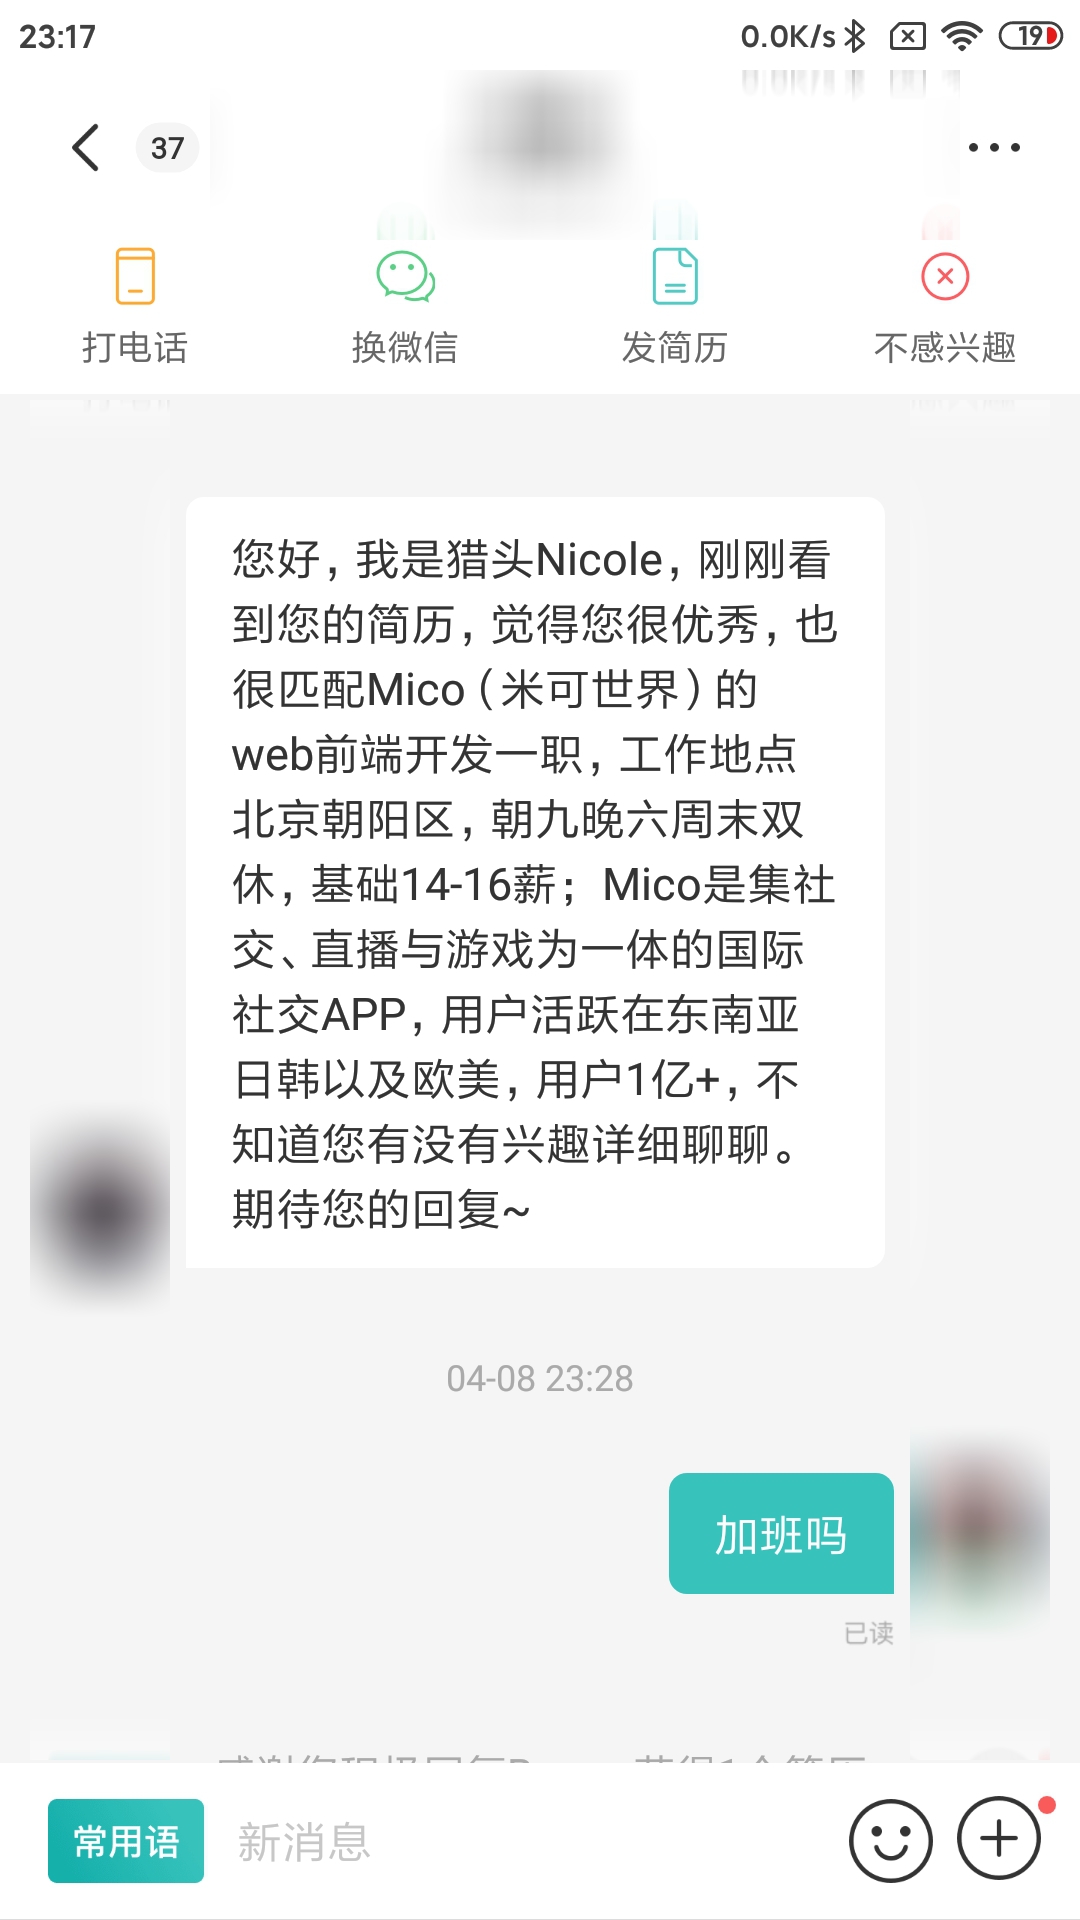 23:17
0.0K/s
19
37
打电话
换微信
发简历
不感兴趣
您好，我是猎头Nicole，刚刚看
到您的简历，觉得您很优秀，也
很匹配Mico（米可世界）的
web前端开发一职，工作地点
北京朝阳区，朝九晚六周末双
休，基础14-16薪；Mico是集社
交、直播与游戏为一体的国际
社交APP，用户活跃在东南亚
日韩以及欧美，用户1亿+，不
知道您有没有兴趣详细聊聊。
期待您的回复~
04-08 23:28
加班吗
已读
常用语
新消息